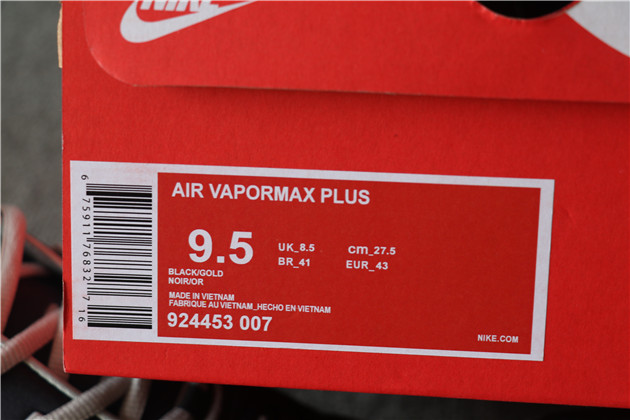 NIKE
AIR VAPORMAX PLUS
9.5
UK_8.5
cm_27.5
BR_41
EUR_43
BLACK/GOLD
NOIR/OR
MADE IN VIETNAM
FABRIQUE AU VIETNAM_HECHO EN VIETNAM
924453 007
NIKE.COM
6 75911 76832 7 16